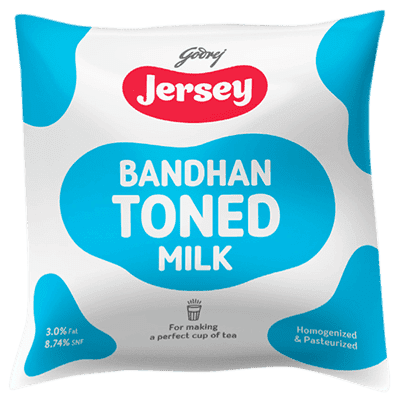 Godrej
Jersey
BANDHAN
TONED
MILK
3.0% Fat
8.74% SNF
For making
a perfect cup of tea
Homogenized
& Pasteurized